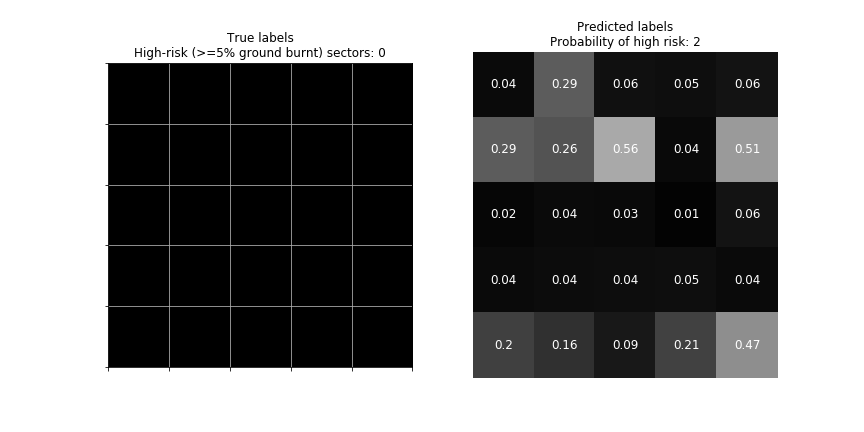 True labels
High-risk (>=5% ground burnt) sectors: 0
Predicted labels
Probability of high risk: 2
0.04 0.29 0.06 0.05 0.06
0.29 0.26 0.56 0.04 0.51
0.02 0.04 0.03 0.01 0.06
0.04 0.04 0.04 0.05 0.04
0.2 0.16 0.09 0.21 0.47